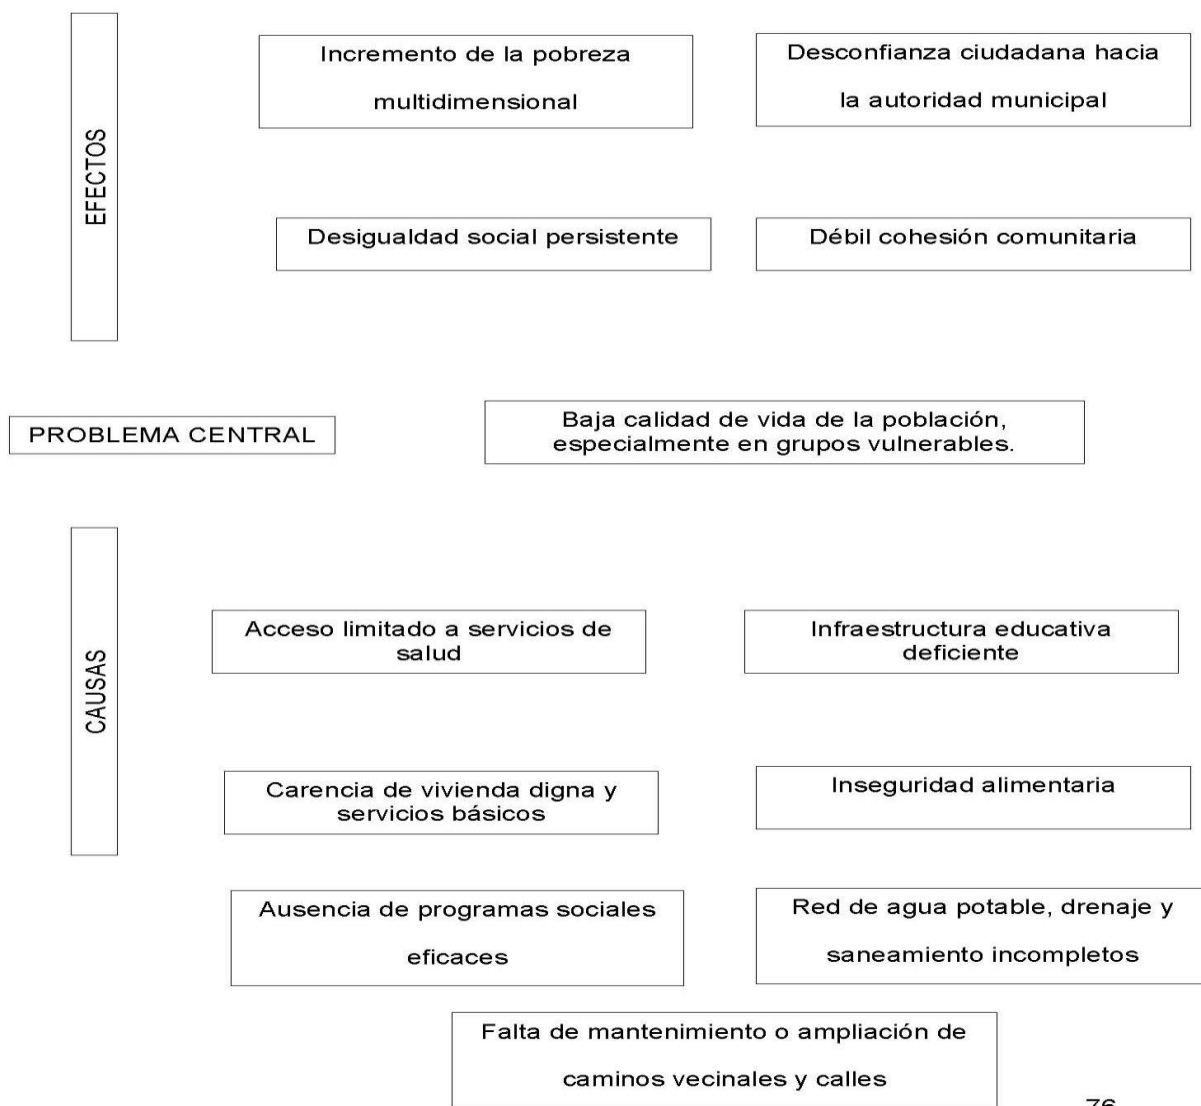 EFECTOS
Incremento de la pobreza
multidimensional
Desconfianza ciudadana hacia
la autoridad municipal
Desigualdad social persistente
Débil cohesión comunitaria
PROBLEMA CENTRAL
Baja calidad de vida de la población,
especialmente en grupos vulnerables.
CAUSAS
Acceso limitado a servicios de
salud
Infraestructura educativa
deficiente
Carencia de vivienda digna y
servicios básicos
Inseguridad alimentaria
Ausencia de programas sociales
eficaces
Red de agua potable, drenaje y
saneamiento incompletos
Falta de mantenimiento o ampliación de
caminos vecinales y calles
76